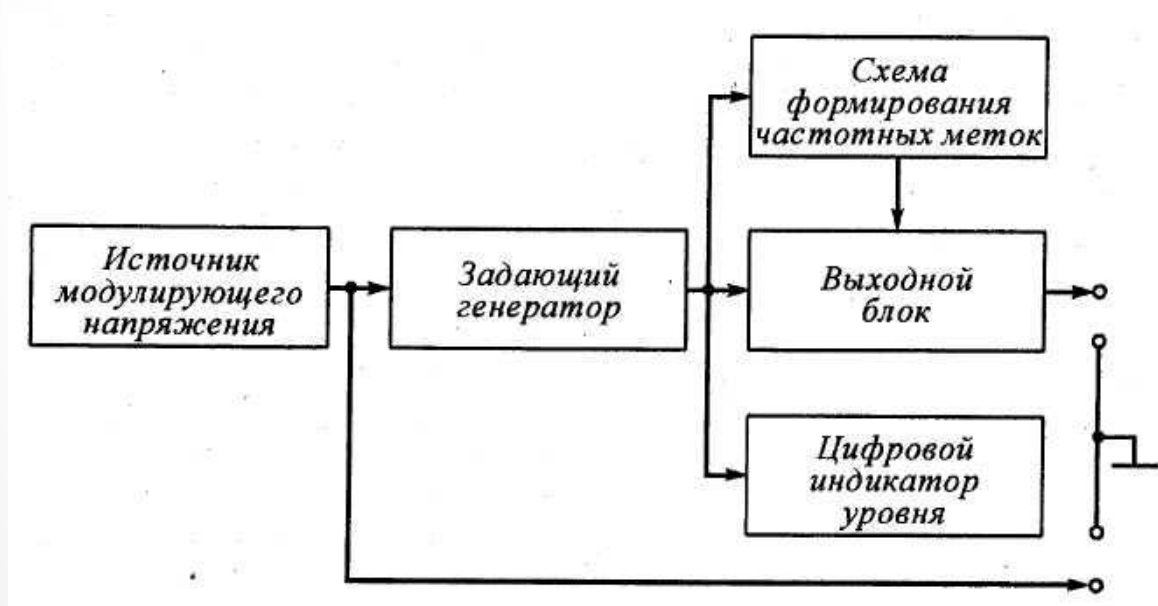 Схема
формирования
частотных меток
Источник
модулирующего
напряжения
Задающий
генератор
Выходной
блок
Цифровой
индикатор
уровня